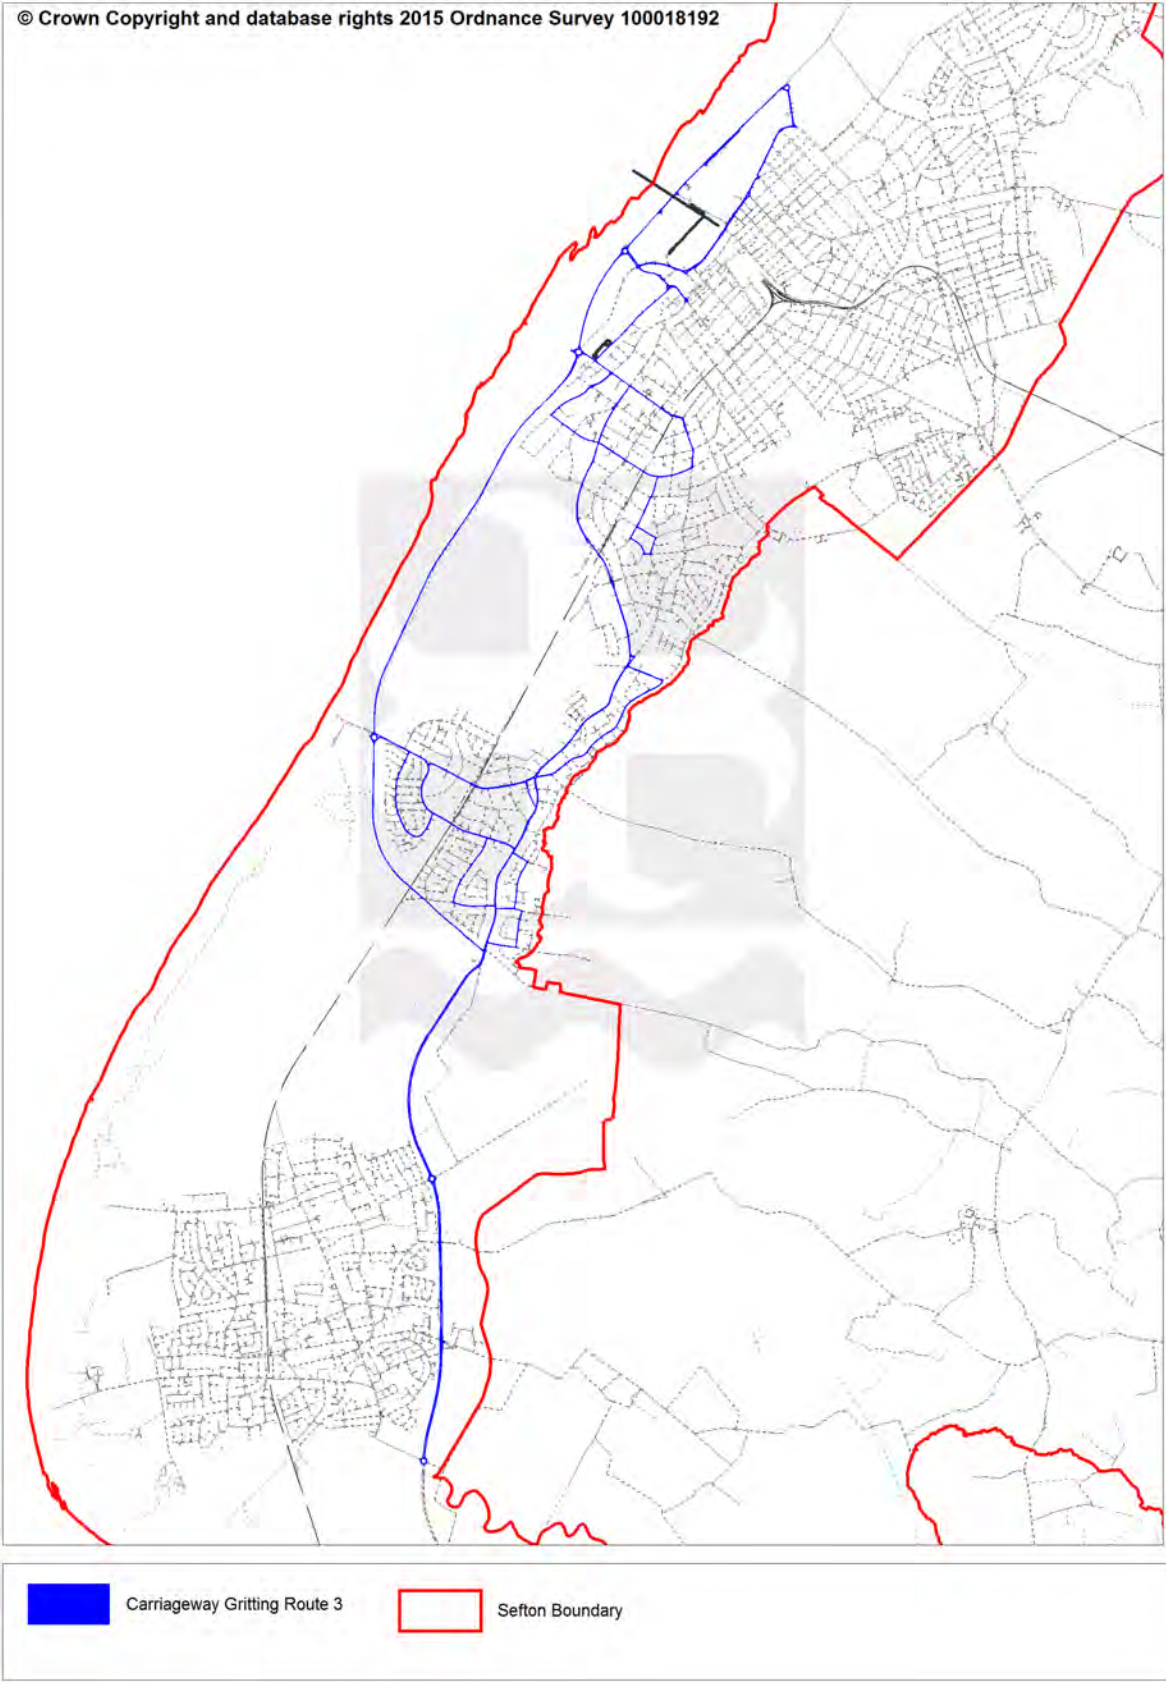 © Crown Copyright and database rights 2015 Ordnance Survey 100018192
Carriageway Gritting Route 3
Sefton Boundary